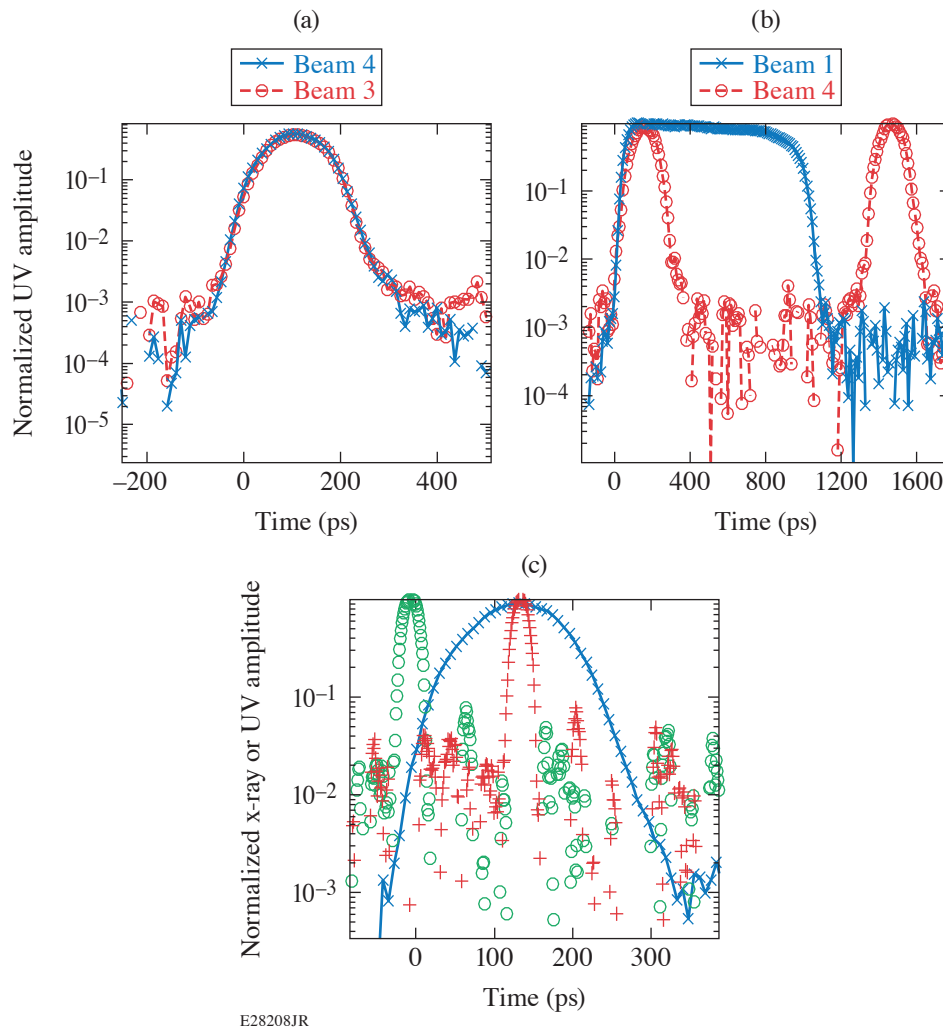 (a)
Beam 4
Beam 3
Normalized UV amplitude
10⁻¹
10⁻²
10⁻³
10⁻⁴
10⁻⁵
–200 0 200 400
Time (ps)
(b)
Beam 1
Beam 4
10⁻¹
10⁻²
10⁻³
10⁻⁴
0 400 800 1200 1600
Time (ps)
(c)
Normalized x-ray or UV amplitude
10⁻¹
10⁻²
10⁻³
0 100 200 300
Time (ps)
E28208JR